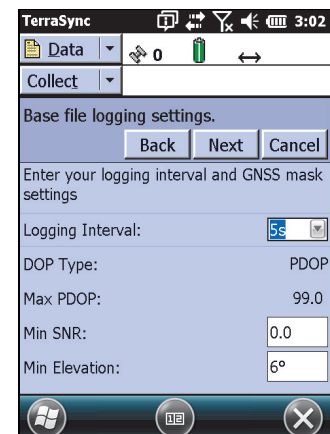 TerraSync 3:02
Data 0
Collect
Base file logging settings.
Back Next Cancel
Enter your logging interval and GNSS mask
settings
Logging Interval: 5s
DOP Type: PDOP
Max PDOP: 99.0
Min SNR: 0.0
Min Elevation: 6°